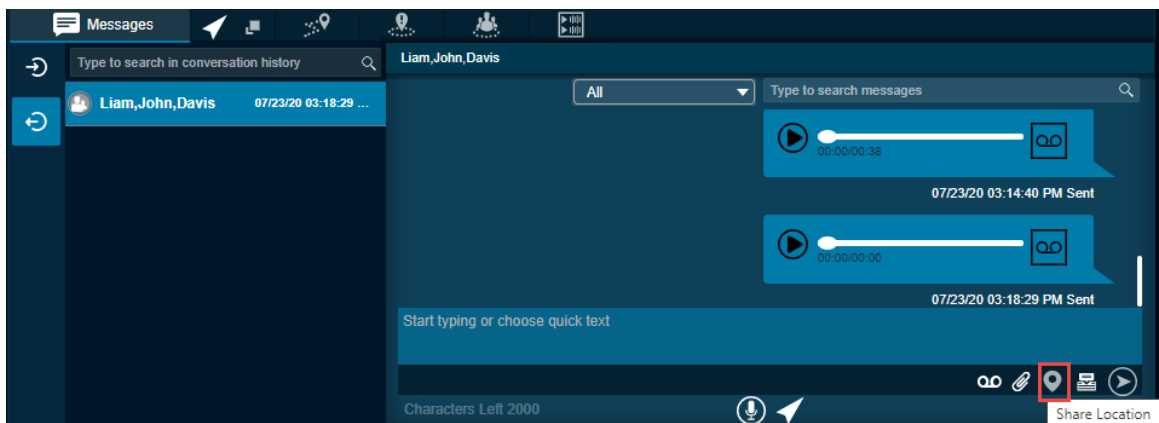 Messages
Type to search in conversation history
Liam,John,Davis 07/23/20 03:18:29 ...
Liam,John,Davis
All
Type to search messages
00:00/00:38
07/23/20 03:14:40 PM Sent
00:00/00:00
07/23/20 03:18:29 PM Sent
Start typing or choose quick text
Characters Left 2000
Share Location